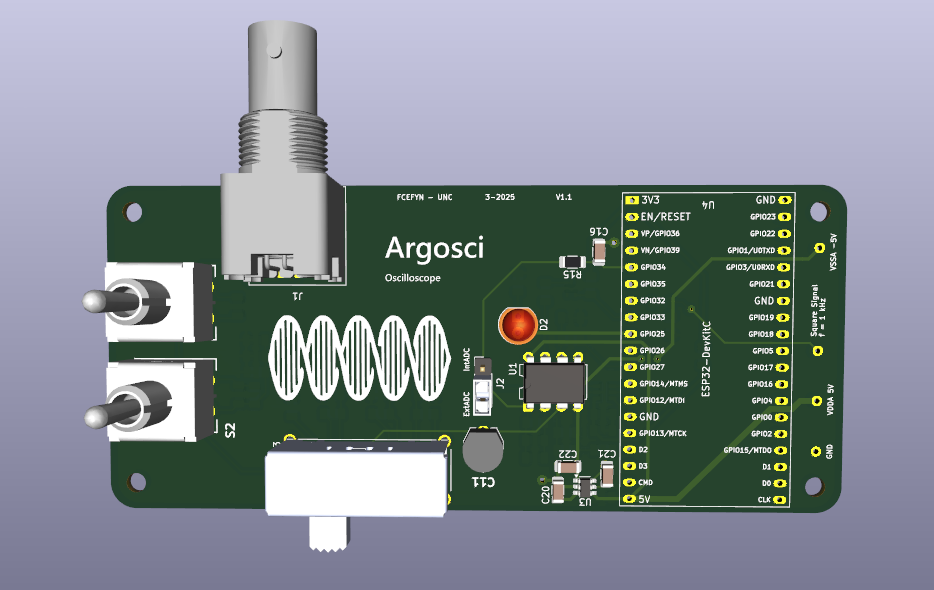 FCEFYN - UNC 3-2025 V1.1
Argosci
Oscilloscope
J1
S2
C16
R15
D2
U1
IntADC
J2
ExtADC
C11
C22
C21
C20
U3
U4
ESP32-DevKitC
3V3
EN/RESET
VP/GPIO36
VN/GPIO39
GPIO34
GPIO35
GPIO32
GPIO33
GPIO25
GPIO26
GPIO27
GPIO14/MTMS
GPIO12/MTDI
GND
GPIO13/MTCK
D2
D3
CMD
5V
GND
GPIO23
GPIO22
GPIO1/U0TXD
GPIO3/U0RXD
GPIO21
GND
GPIO19
GPIO18
GPIO5
GPIO17
GPIO16
GPIO4
GPIO0
GPIO2
GPIO15/MTDO
D1
D0
CLK
VSSA -5V
Square Signal
f = 1 kHz
VDDA 5V
GND